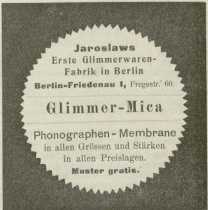 Jaroslaws
Erste Glimmerwaren-
Fabrik in Berlin
Berlin-Friedenau 1, 60
Glimmer-Mica
Phonographen-Membrane
in allen Grössen und Stärken
in allen Preislagen.
Muster gratis.